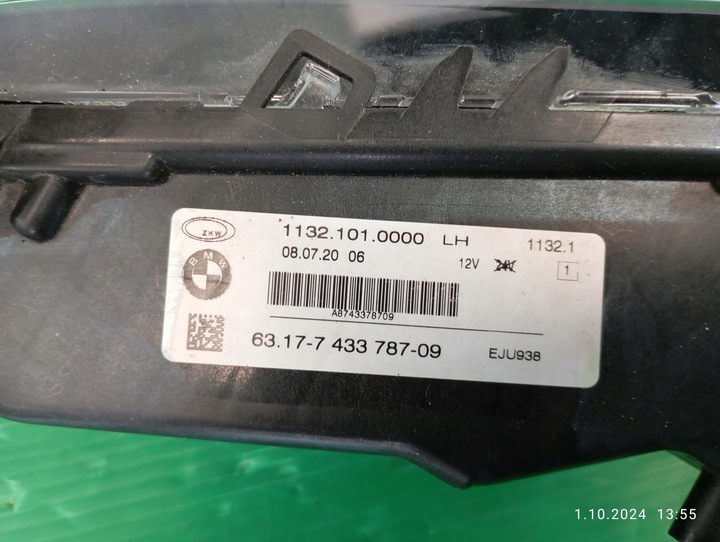 ZKW
1132.101.0000 LH 1132.1
08.07.20 06 12V 24V 1
BMW
A8743378709
63.17-7 433 787-09 EJU938
1.10.2024 13:55